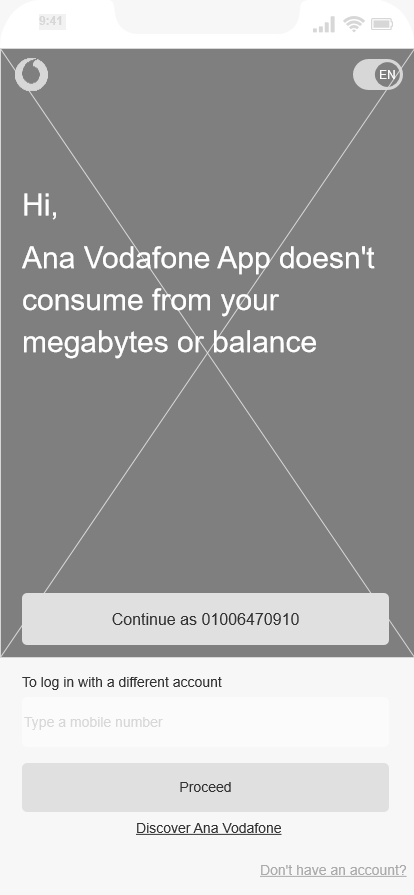 9:41
EN
Hi,
Ana Vodafone App doesn't
consume from your
megabytes or balance
Continue as 01006470910
To log in with a different account
Type a mobile number
Proceed
Discover Ana Vodafone
Don't have an account?